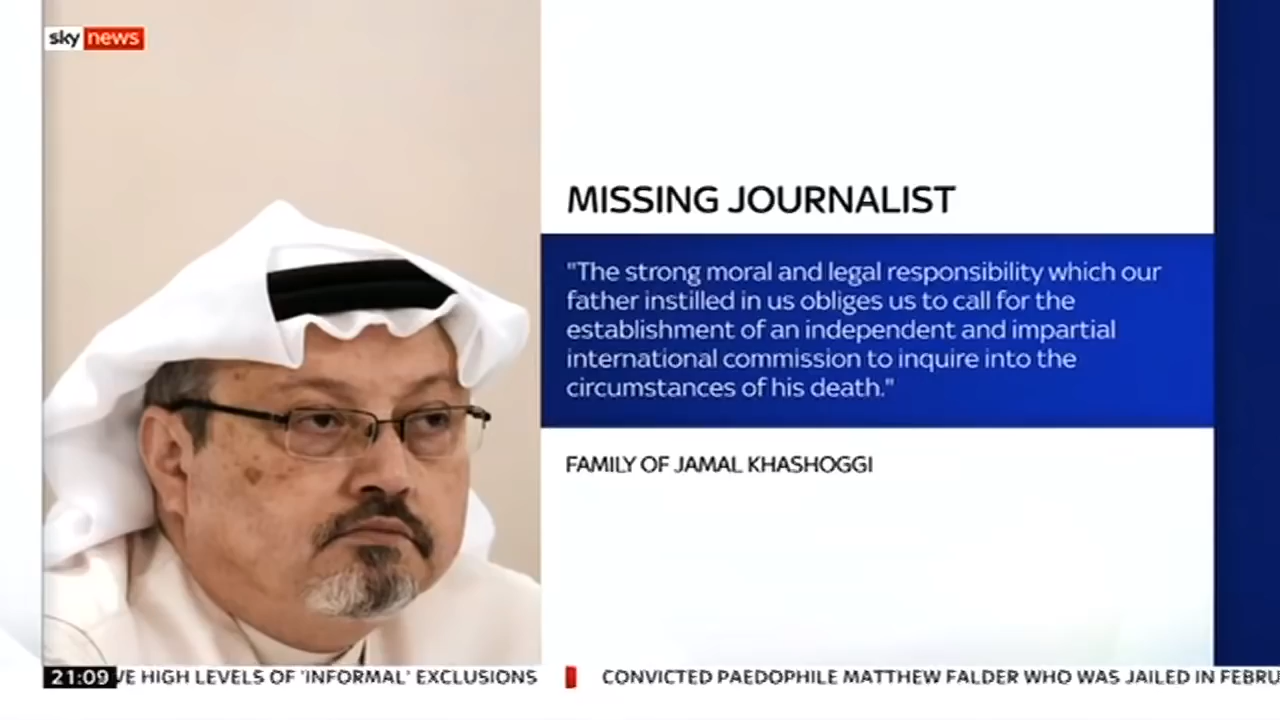 sky news
MISSING JOURNALIST
"The strong moral and legal responsibility which our
father instilled in us obliges us to call for the
establishment of an independent and impartial
international commission to inquire into the
circumstances of his death."
FAMILY OF JAMAL KHASHOGGI
21:09 VE HIGH LEVELS OF 'INFORMAL' EXCLUSIONS CONVICTED PAEDOPHILE MATTHEW FALDER WHO WAS JAILED IN FEBRU